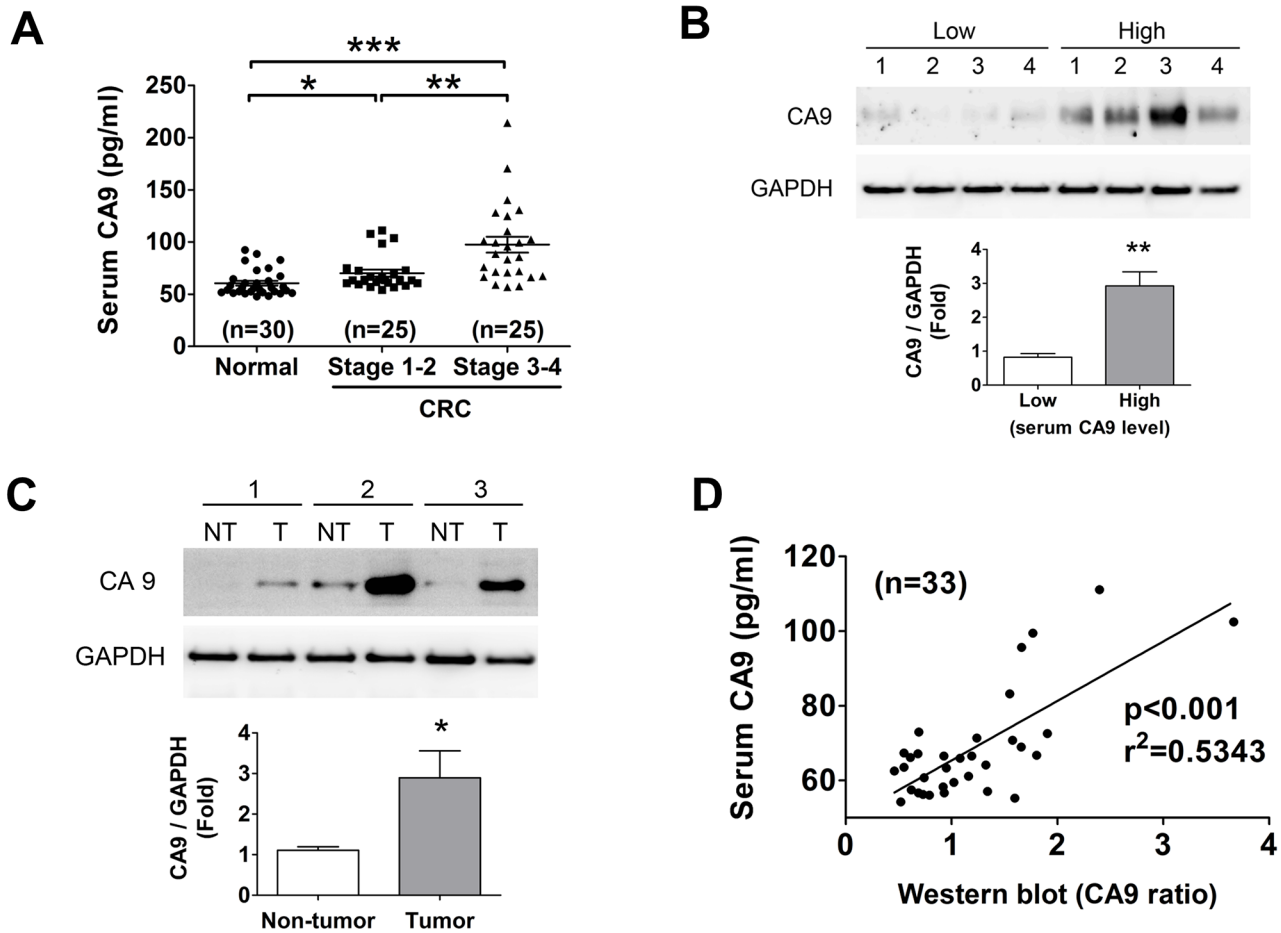 A
***
*
**
Serum CA9 (pg/ml)
250
200
150
100
50
0
(n=30)
(n=25)
(n=25)
Normal
Stage 1-2
Stage 3-4
CRC
B
Low
High
1 2 3 4 1 2 3 4
CA9
GAPDH
CA9 / GAPDH
(Fold)
4
3
2
1
0
**
Low
High
(serum CA9 level)
C
1 2 3
NT T NT T NT T
CA 9
GAPDH
CA9 / GAPDH
(Fold)
4
3
2
1
0
*
Non-tumor
Tumor
D
Serum CA9 (pg/ml)
120
100
80
60
(n=33)
p<0.001
r²=0.5343
0 1 2 3 4
Western blot (CA9 ratio)